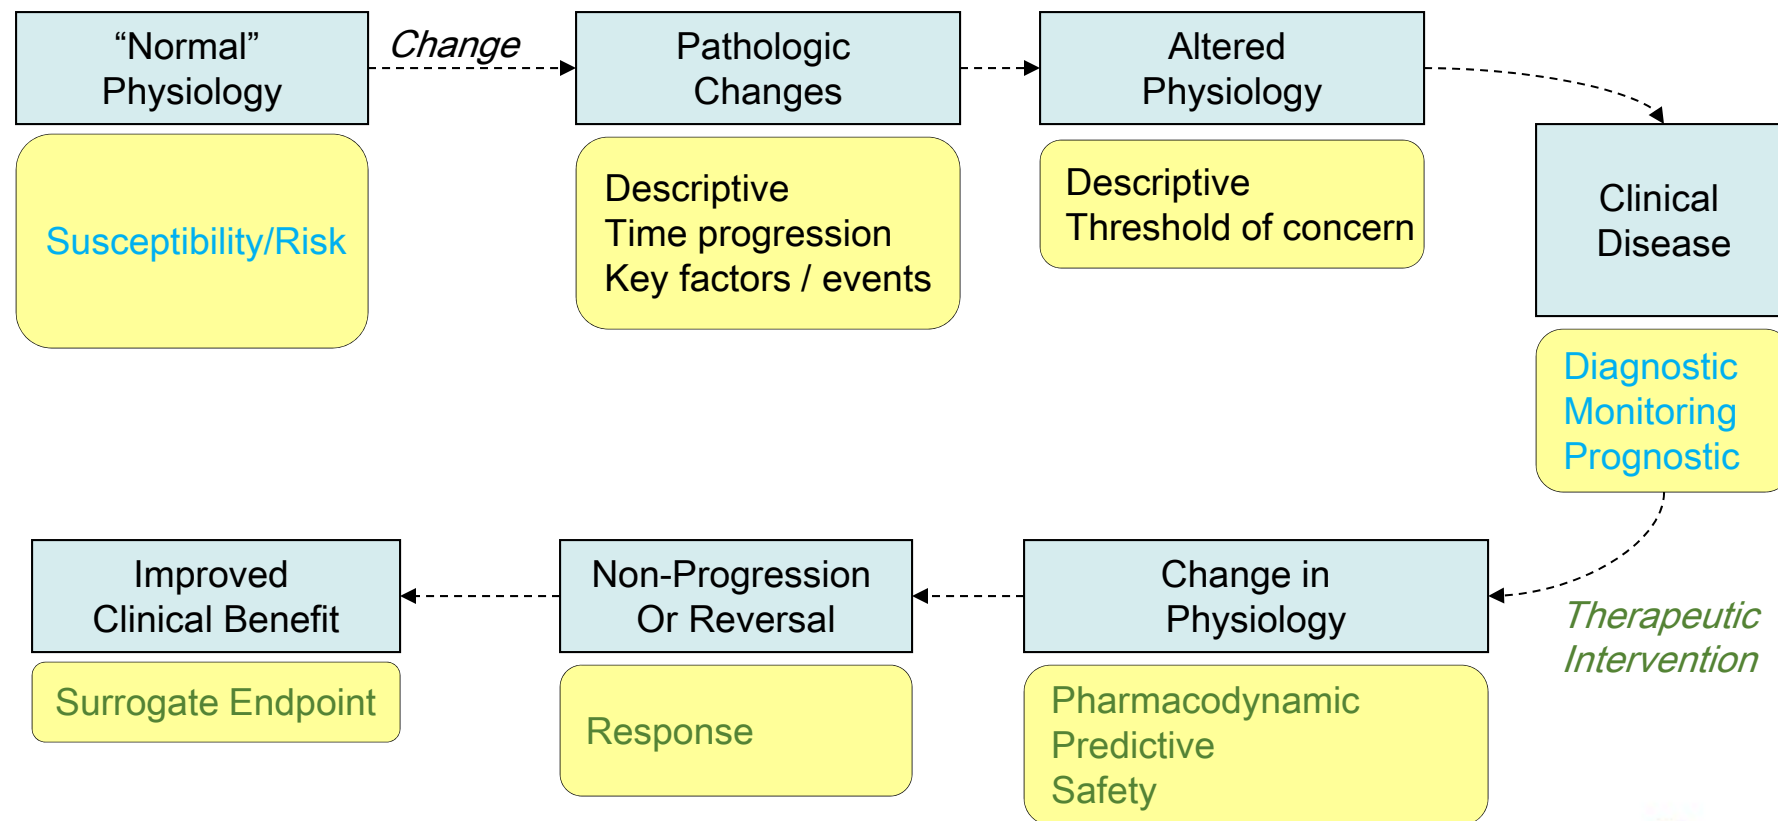 “Normal”
Physiology
Change
Pathologic
Changes
Altered
Physiology
Susceptibility/Risk
Descriptive
Time progression
Key factors / events
Descriptive
Threshold of concern
Clinical
Disease
Diagnostic
Monitoring
Prognostic
Therapeutic
Intervention
Change in
Physiology
Pharmacodynamic
Predictive
Safety
Non-Progression
Or Reversal
Response
Improved
Clinical Benefit
Surrogate Endpoint